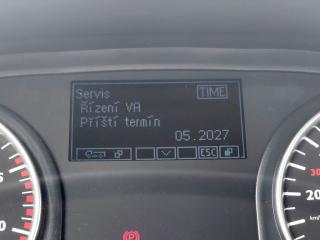 Servis TIME
Řízení VA
Příští termín
05.2027
ESC